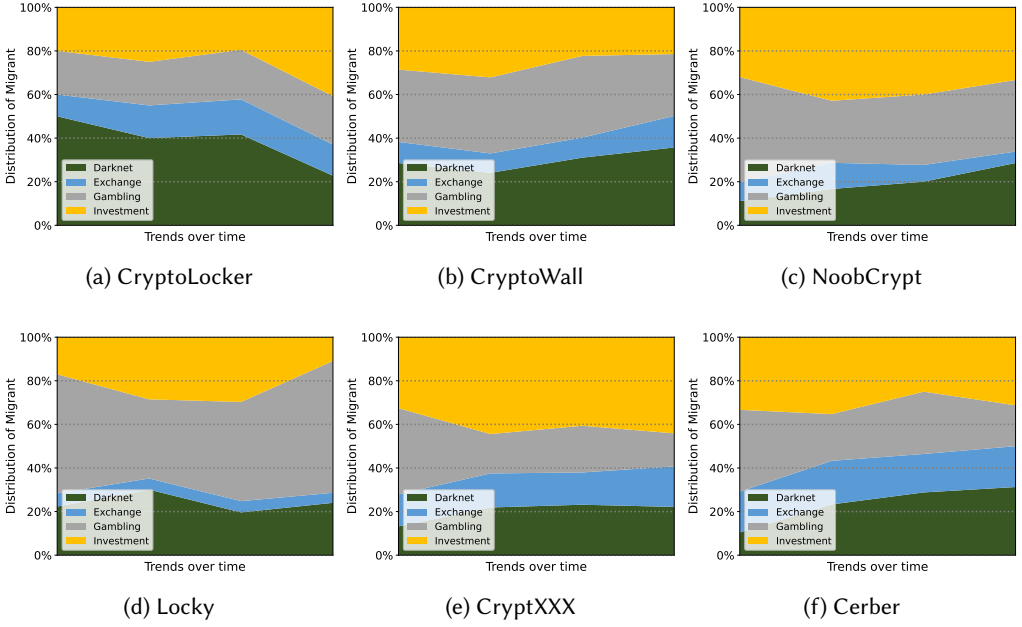 Distribution of Migrant
100%
80%
60%
40%
20%
0%
Darknet
Exchange
Gambling
Investment
Trends over time
(a) CryptoLocker
Distribution of Migrant
100%
80%
60%
40%
20%
0%
Darknet
Exchange
Gambling
Investment
Trends over time
(b) CryptoWall
Distribution of Migrant
100%
80%
60%
40%
20%
0%
Darknet
Exchange
Gambling
Investment
Trends over time
(c) NoobCrypt
Distribution of Migrant
100%
80%
60%
40%
20%
0%
Darknet
Exchange
Gambling
Investment
Trends over time
(d) Locky
Distribution of Migrant
100%
80%
60%
40%
20%
0%
Darknet
Exchange
Gambling
Investment
Trends over time
(e) CryptXXX
Distribution of Migrant
100%
80%
60%
40%
20%
0%
Darknet
Exchange
Gambling
Investment
Trends over time
(f) Cerber